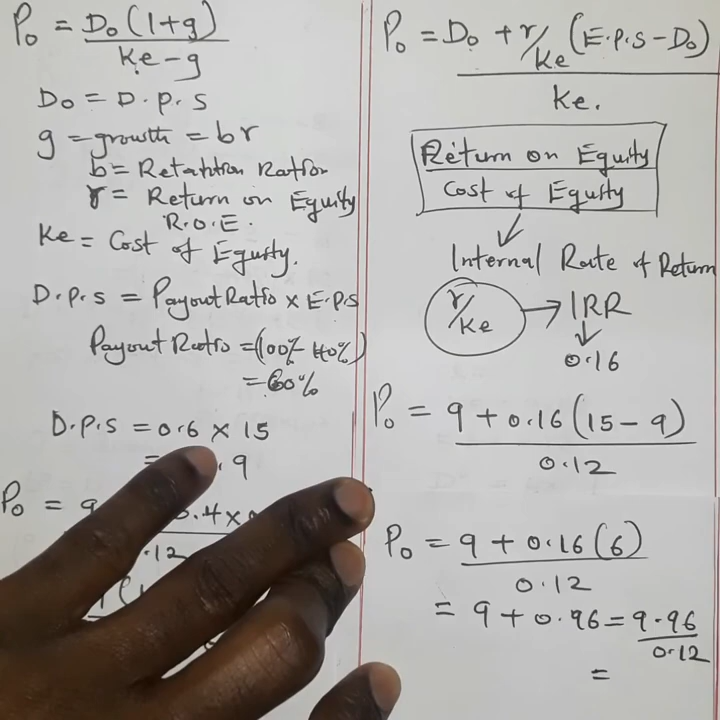 P₀ = D₀(1+g)
Ke – g
D₀ = D.p.s
g = growth = br
b = Retention Ratio
r = Return on Equity
R.O.E.
Ke = Cost of Equity.
D.p.s = Payout Ratio x E.P.S
Payout Ratio = (100% 40%)
= 60%
D.p.s = 0.6 x 15
= 9
P₀ = 9 0.4 x
.12
P₀ = D₀ + r/Ke (E.p.s – D₀)
Ke.
Return on Equity
Cost of Equity
Internal Rate of Return
r/Ke → IRR
0.16
P₀ = 9 + 0.16(15 – 9)
0.12
P₀ = 9 + 0.16(6)
0.12
= 9 + 0.96 = 9.96
0.12
=